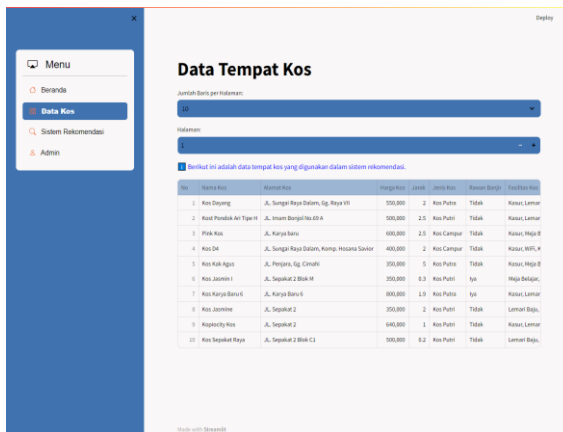 ×
Deploy
Menu
Beranda
Data Kos
Sistem Rekomendasi
Admin
Data Tempat Kos
Jumlah Baris per Halaman:
10
Halaman:
1
- +
Berikut ini adalah data tempat kos yang digunakan dalam sistem rekomendasi.
No Nama Kos Alamat Kos Harga Kos Jarak Jenis Kos Rawan Banjir Fasilitas Kos
1 Kos Dayang JL. Sungai Raya Dalam, Gg. Raya VII 550,000 2 Kos Putra Tidak Kasur, Lemar
2 Kost Pondok Ari Tipe H JL. Imam Bonjol No.69 A 500,000 2.5 Kos Putri Tidak Kasur, Lemar
3 Pink Kos JL. Karya baru 600,000 2.5 Kos Campur Tidak Kasur, Meja B
4 Kos D4 JL. Sungai Raya Dalam, Komp. Hosana Savior 400,000 2 Kos Campur Tidak Kasur, WiFi, K
5 Kos Kak Agus JL. Penjara, Gg. Cimahi 350,000 5 Kos Putri Tidak Kasur, Meja B
6 Kos Jasmin I JL. Sepakat 2 Blok M 350,000 0.3 Kos Putri Iya Meja Belajar,
7 Kos Karya Baru 6 JL. Karya Baru 6 800,000 1.9 Kos Putra Iya Kasur, Lemar
8 Kos Jasmine JL. Sepakat 2 350,000 2 Kos Putri Tidak Lemari Baju,
9 Kopiocity Kos JL. Sepakat 2 640,000 1 Kos Putri Tidak Kasur, Lemar
10 Kos Sepakat Raya JL. Sepakat 2 Blok C1 500,000 0.2 Kos Putri Tidak Lemari Baju,
Made with Streamlit